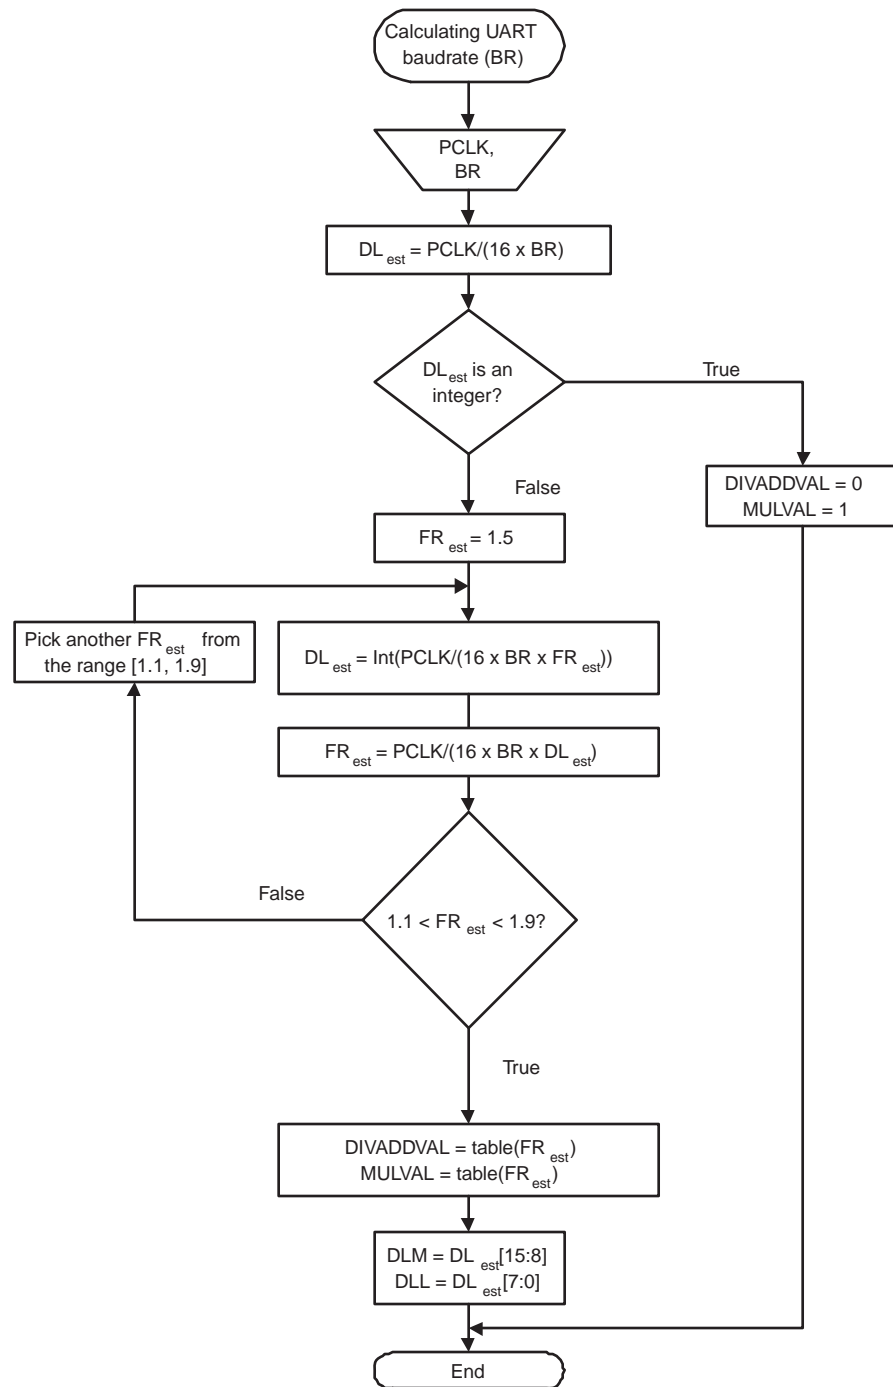 Calculating UART
baudrate (BR)
PCLK,
BR
DL est = PCLK/(16 x BR)
DL est is an
integer?
True
False
DIVADDVAL = 0
MULVAL = 1
FR est = 1.5
Pick another FR est from
the range [1.1, 1.9]
DL est = Int(PCLK/(16 x BR x FR est))
FR est = PCLK/(16 x BR x DL est)
False
1.1 < FR est < 1.9?
True
DIVADDVAL = table(FR est)
MULVAL = table(FR est)
DLM = DL est[15:8]
DLL = DL est [7:0]
End